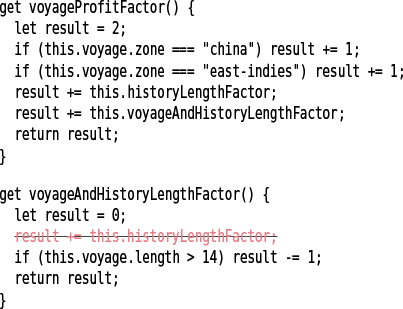 get voyageProfitFactor() {
  let result = 2;
  if (this.voyage.zone === "china") result += 1;
  if (this.voyage.zone === "east-indies") result += 1;
  result += this.historyLengthFactor;
  result += this.voyageAndHistoryLengthFactor;
  return result;
}

get voyageAndHistoryLengthFactor() {
  let result = 0;
  result += this.historyLengthFactor;
  if (this.voyage.length > 14) result -= 1;
  return result;
}